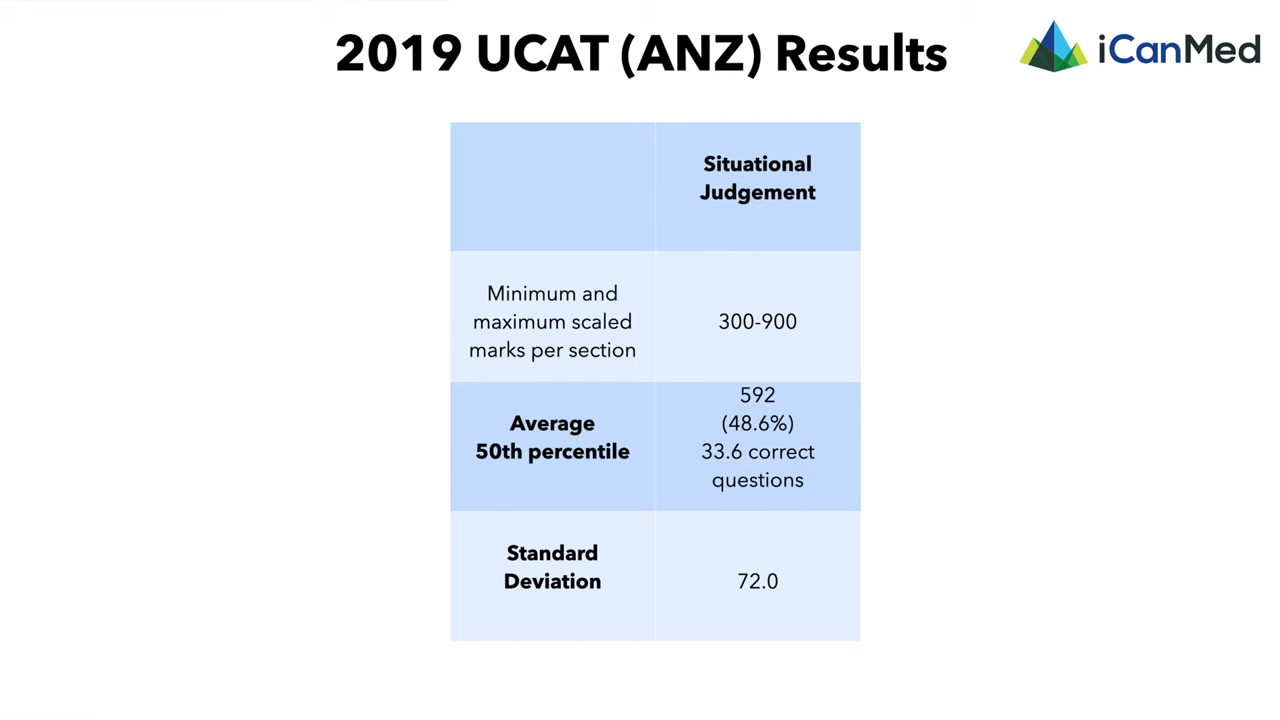 2019 UCAT (ANZ) Results
iCanMed
Situational
Judgement
Minimum and
maximum scaled
marks per section
300-900
Average
50th percentile
592
(48.6%)
33.6 correct
questions
Standard
Deviation
72.0